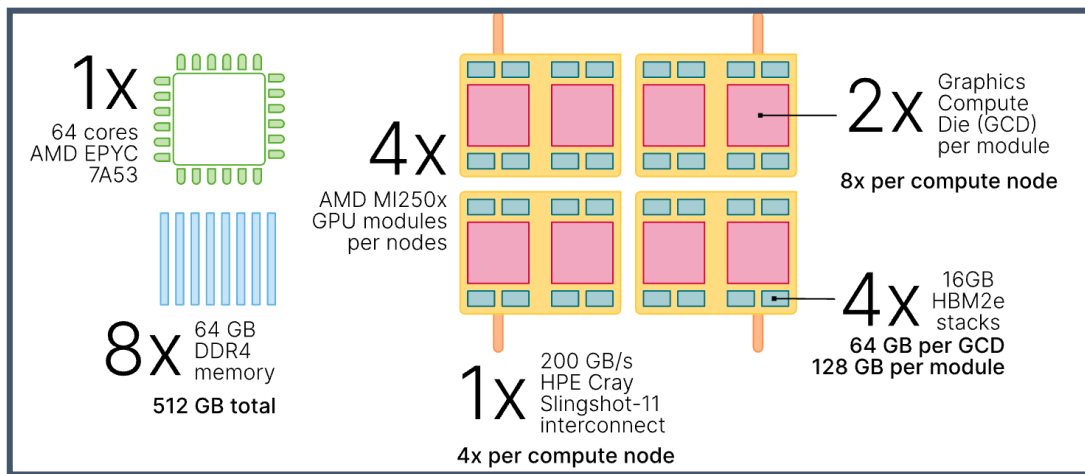 1x
64 cores
AMD EPYC
7A53
8x
64 GB
DDR4
memory
512 GB total
4x
AMD MI250x
GPU modules
per nodes
1x
200 GB/s
HPE Cray
Slingshot-11
interconnect
4x per compute node
2x
Graphics
Compute
Die (GCD)
per module
8x per compute node
4x
16GB
HBM2e
stacks
64 GB per GCD
128 GB per module